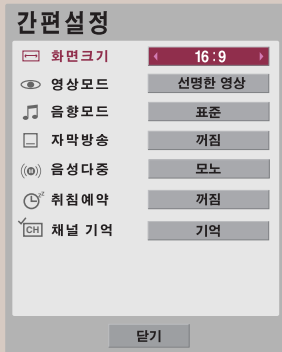 간편설정
화면크기 16:9
영상모드 선명한 영상
음향모드 표준
자막방송 꺼짐
음성다중 모노
취침예약 꺼짐
CH 채널 기억 기억
닫기